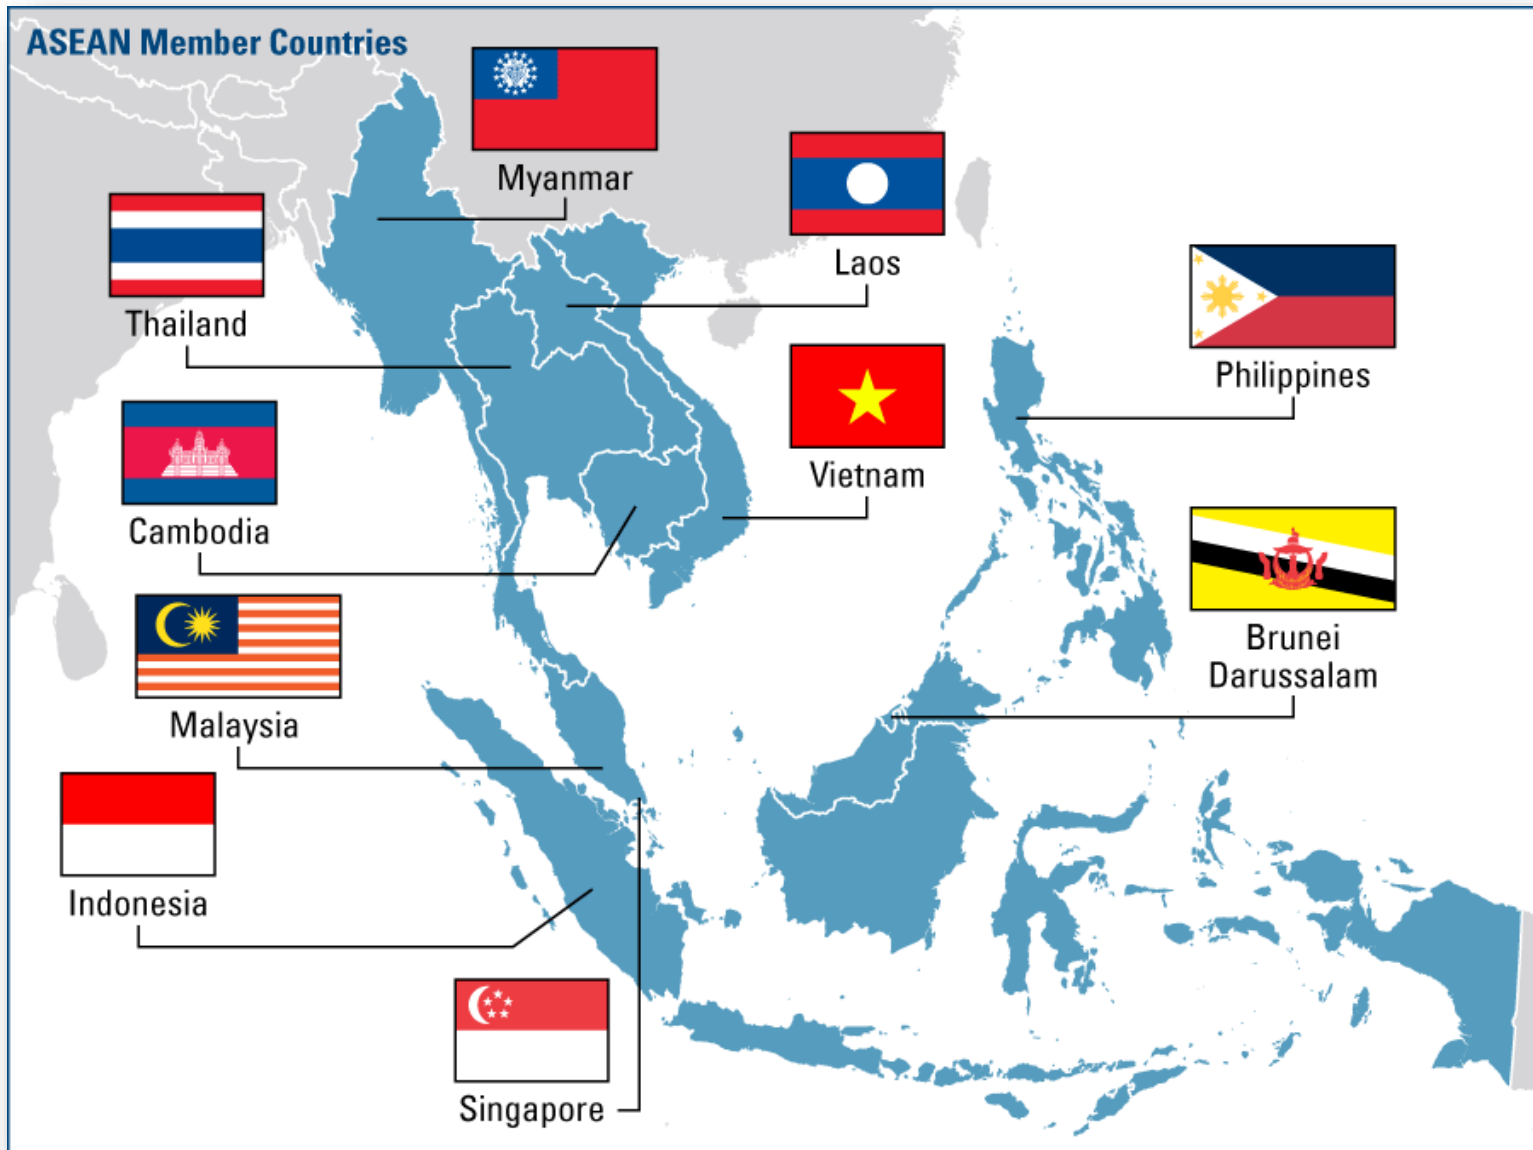 ASEAN Member Countries
Myanmar
Laos
Thailand
Philippines
Vietnam
Cambodia
Brunei
Darussalam
Malaysia
Indonesia
Singapore